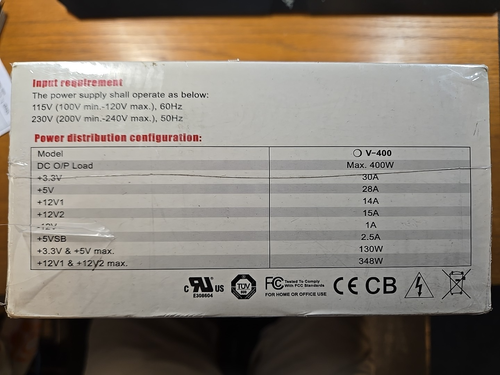 Input requirement
The power supply shall operate as below:
115V (100V min.-120V max.), 60Hz
230V (200V min.-240V max.), 50Hz
Power distribution configuration:
Model V-400
DC O/P Load Max. 400W
+3.3V 30A
+5V 28A
+12V1 14A
+12V2 15A
-12V 1A
+5VSB 2.5A
+3.3V & +5V max. 130W
+12V1 & +12V2 max. 348W
C RU US FC Tested To Comply With FCC Standards CE CB
E308604 TÜV FOR HOME OR OFFICE USE